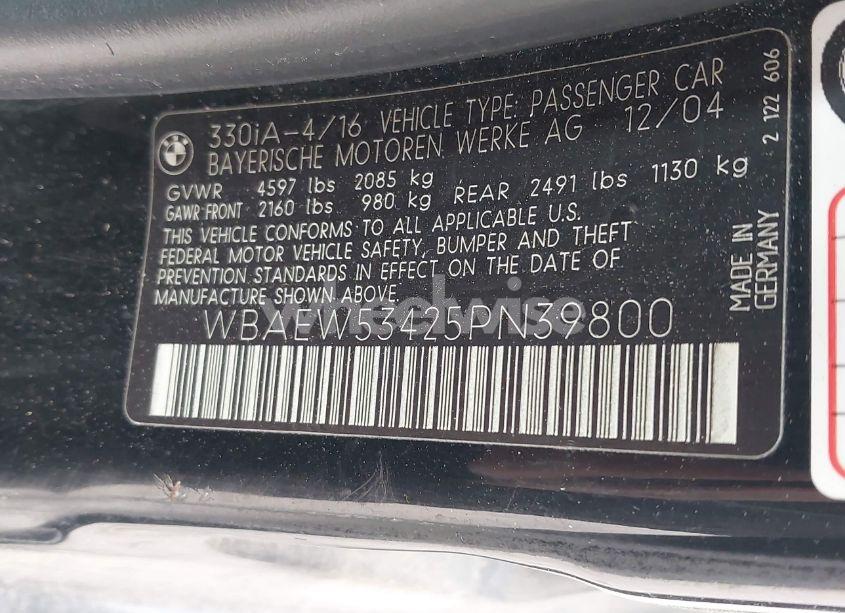 330iA-4/16 VEHICLE TYPE: PASSENGER CAR
BAYERISCHE MOTOREN WERKE AG 12/04
GVWR 4597 lbs 2085 kg
GAWR FRONT 2160 lbs 980 kg REAR 2491 lbs 1130 kg
THIS VEHICLE CONFORMS TO ALL APPLICABLE U.S.
FEDERAL MOTOR VEHICLE SAFETY, BUMPER AND THEFT
PREVENTION STANDARDS IN EFFECT ON THE DATE OF
MANUFACTURE SHOWN ABOVE.
WBAEW53425PN39800
MADE IN
GERMANY
2 122 606
wheelwise